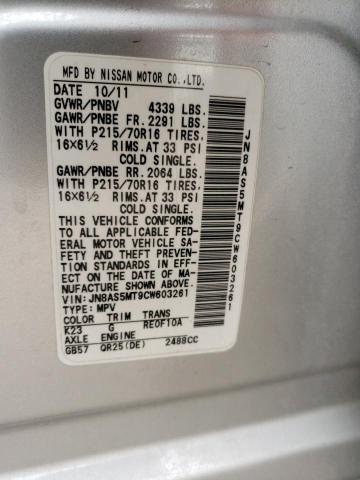 MFD BY NISSAN MOTOR CO.,LTD.
DATE 10/11
GVWR/PNBV 4339 LBS.
GAWR/PNBE FR. 2291 LBS.
WITH P215/70R16 TIRES.
16X6½ RIMS. AT 33 PSI
COLD SINGLE.
GAWR/PNBE RR. 2064 LBS.
WITH P215/70R16 TIRES.
16X6½ RIMS. AT 33 PSI
COLD SINGLE.
THIS VEHICLE CONFORMS
TO ALL APPLICABLE FED-
ERAL MOTOR VEHICLE SAF-
ETY AND THEFT PREV-
ENTION STANDARDS IN EFF-
ECT ON THE DATE OF MA-
NUFACTURE SHOWN ABOVE.
VIN: JN8AS5MT9CW603261
TYPE: MPV
COLOR TRIM TRANS
K23 G RE0F10A
AXLE ENGINE
GB57 QR25(DE) 2488CC
JN8AS5MT9CW603261